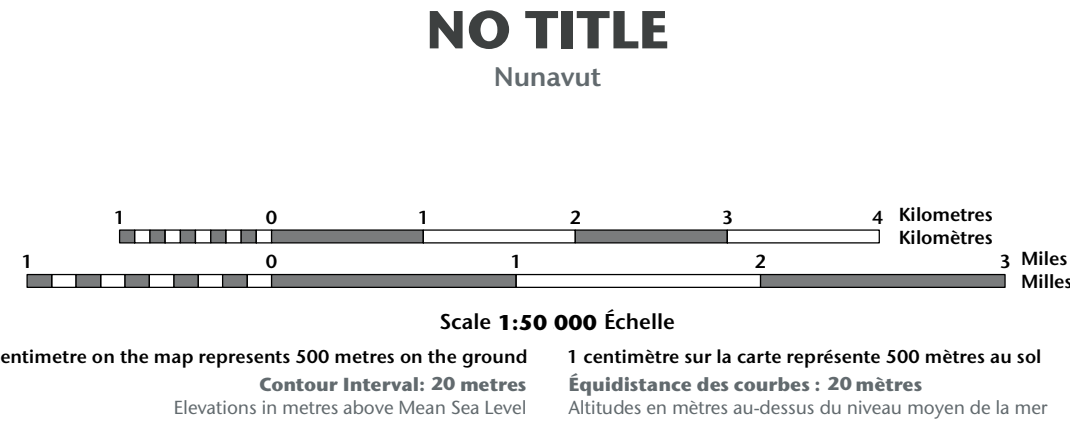 NO TITLE
Nunavut
1 0 1 2 3 4 Kilometres
Kilomètres
1 0 1 2 3 Miles
Milles
Scale 1:50 000 Échelle
entimetre on the map represents 500 metres on the ground
1 centimètre sur la carte représente 500 mètres au sol
Contour Interval: 20 metres
Équidistance des courbes : 20 mètres
Elevations in metres above Mean Sea Level
Altitudes en mètres au-dessus du niveau moyen de la mer